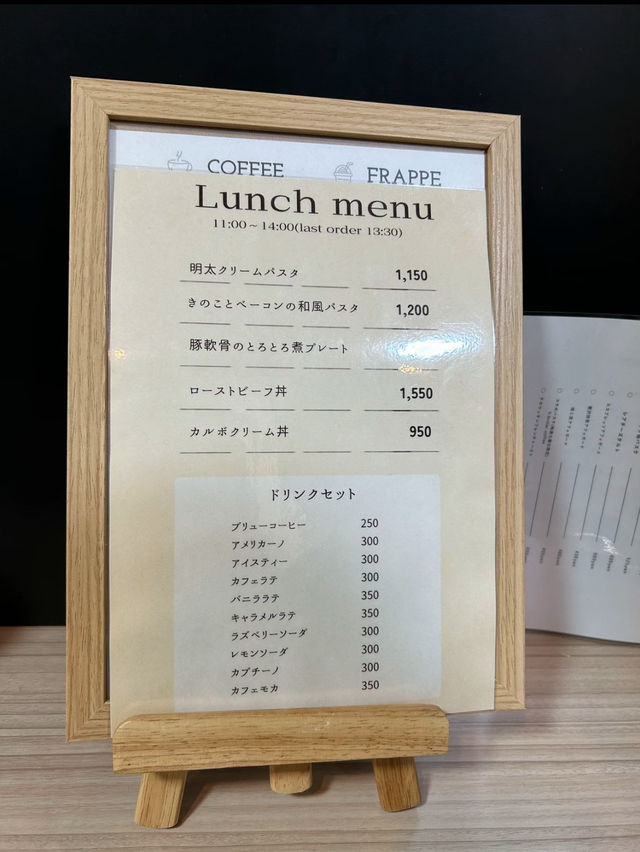 COFFEE FRAPPE
Lunch menu
11:00～14:00(last order 13:30)
明太クリームパスタ 1,150
きのことベーコンの和風パスタ 1,200
豚軟骨のとろとろ煮プレート
ローストビーフ丼 1,550
カルボクリーム丼 950
ドリンクセット
ブリューコーヒー 250
アメリカーノ 300
アイスティー 300
カフェラテ 300
バニララテ 350
キャラメルラテ 350
ラズベリーソーダ 300
レモンソーダ 300
カプチーノ 300
カフェモカ 350